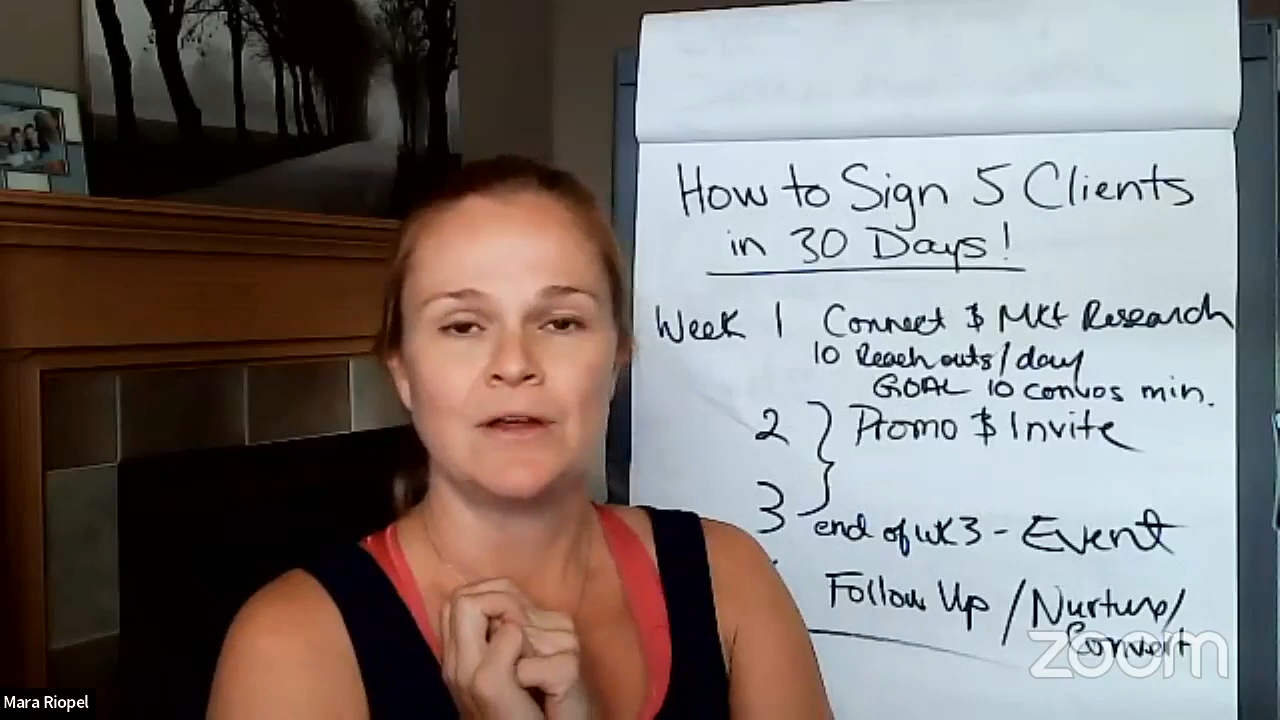 How to Sign 5 Clients
in 30 Days!
Week 1 Connect & Mkt Research
10 Reach outs/day
GOAL 10 convos min.
2 } Promo & Invite
3 end of wk3 - Event
Follow Up / Nurture/
Convert
zoom
Mara Riopel